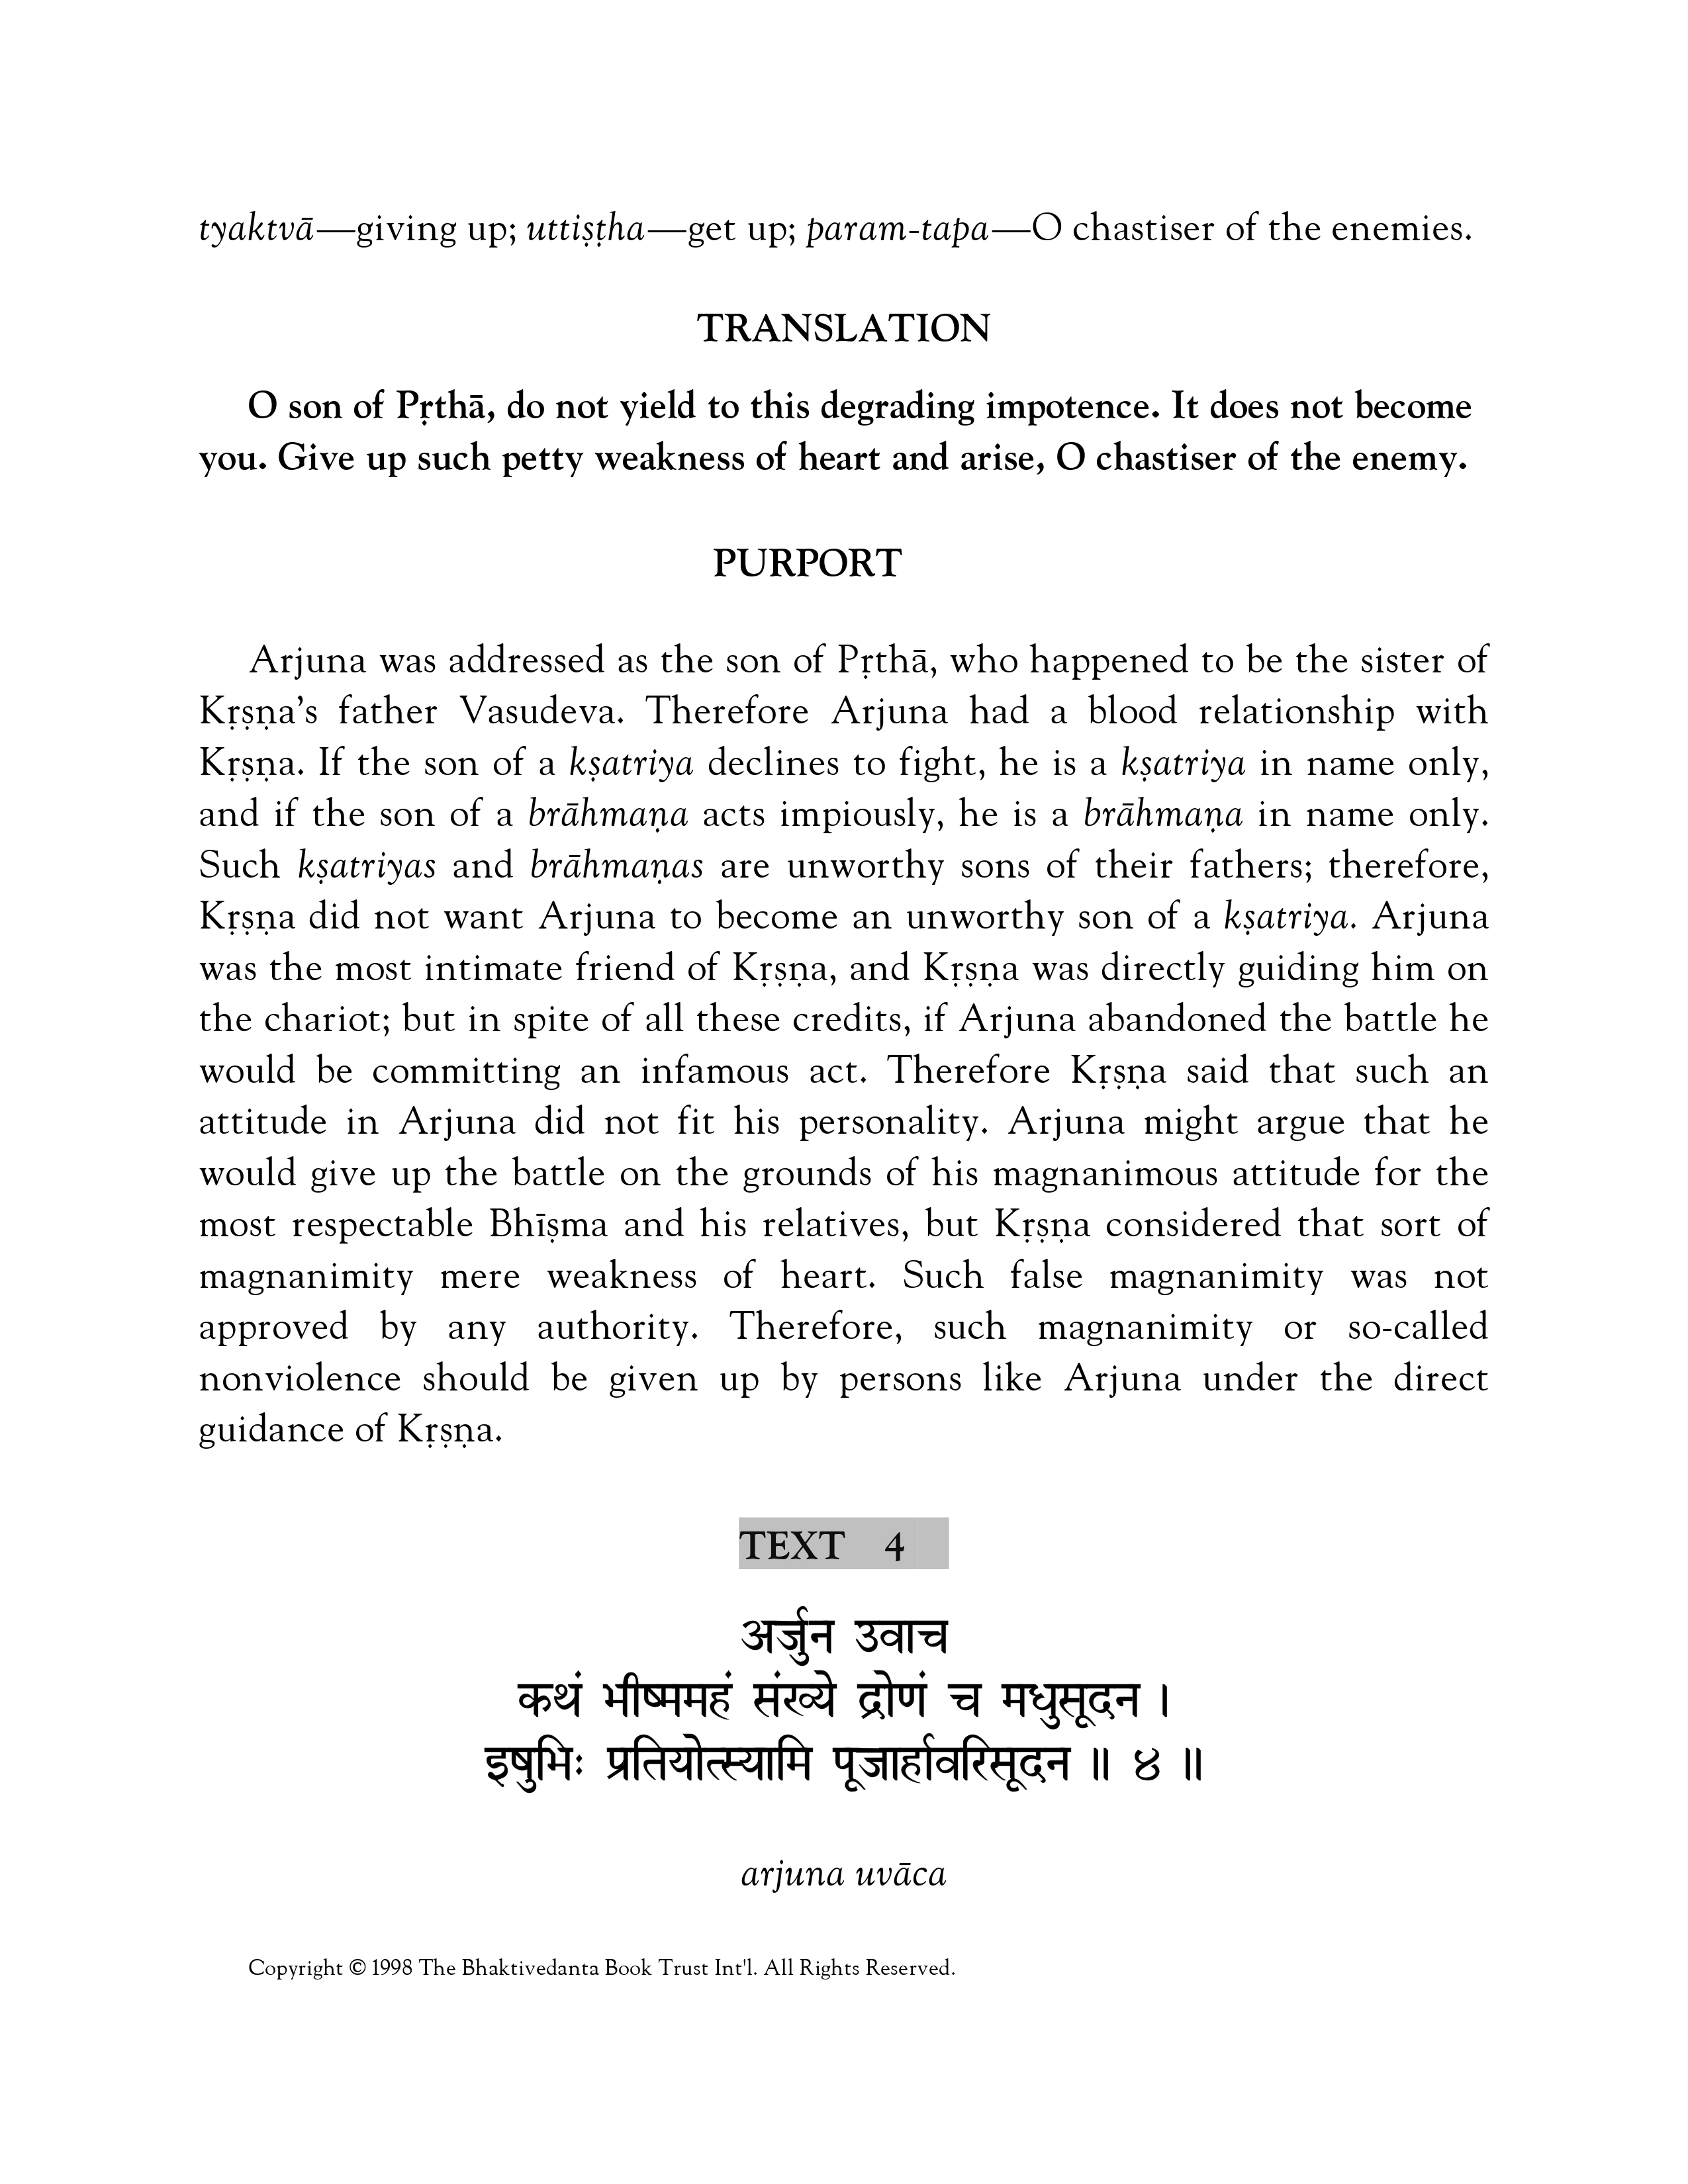 tyaktvā—giving up; uttiṣṭha—get up; param-tapa—O chastiser of the enemies.
TRANSLATION
O son of Pṛthā, do not yield to this degrading impotence. It does not become
you. Give up such petty weakness of heart and arise, O chastiser of the enemy.
PURPORT
Arjuna was addressed as the son of Pṛthā, who happened to be the sister of
Kṛṣṇa’s father Vasudeva. Therefore Arjuna had a blood relationship with
Kṛṣṇa. If the son of a kṣatriya declines to fight, he is a kṣatriya in name only,
and if the son of a brāhmaṇa acts impiously, he is a brāhmaṇa in name only.
Such kṣatriyas and brāhmaṇas are unworthy sons of their fathers; therefore,
Kṛṣṇa did not want Arjuna to become an unworthy son of a kṣatriya. Arjuna
was the most intimate friend of Kṛṣṇa, and Kṛṣṇa was directly guiding him on
the chariot; but in spite of all these credits, if Arjuna abandoned the battle he
would be committing an infamous act. Therefore Kṛṣṇa said that such an
attitude in Arjuna did not fit his personality. Arjuna might argue that he
would give up the battle on the grounds of his magnanimous attitude for the
most respectable Bhīṣma and his relatives, but Kṛṣṇa considered that sort of
magnanimity mere weakness of heart. Such false magnanimity was not
approved by any authority. Therefore, such magnanimity or so-called
nonviolence should be given up by persons like Arjuna under the direct
guidance of Kṛṣṇa.
TEXT 4
अर्जुन उवाच
कथं भीष्ममहं संख्ये द्रोणं च मधुसूदन ।
इषुभिः प्रतियोत्स्यामि पूजार्हावरिसूदन ॥ ४ ॥
arjuna uvāca
Copyright © 1998 The Bhaktivedanta Book Trust Int'l. All Rights Reserved.